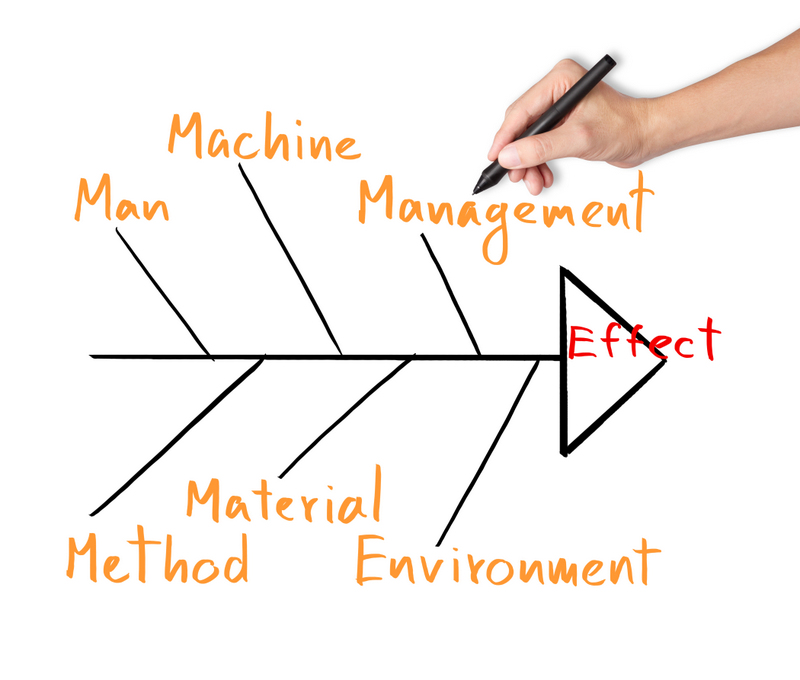 Machine
Man
Management
Effect
Material
Method
Environment